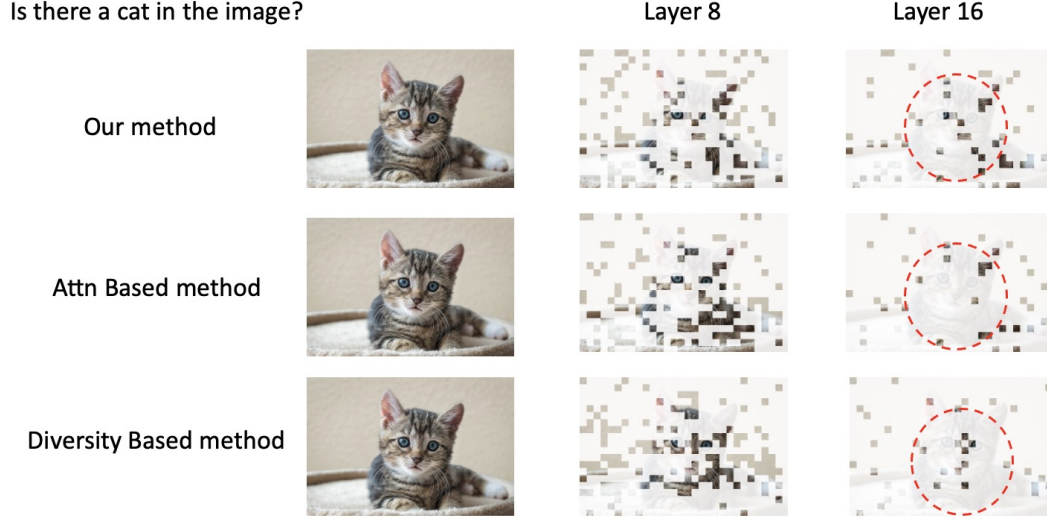 Is there a cat in the image?
Layer 8
Layer 16
Our method
Attn Based method
Diversity Based method